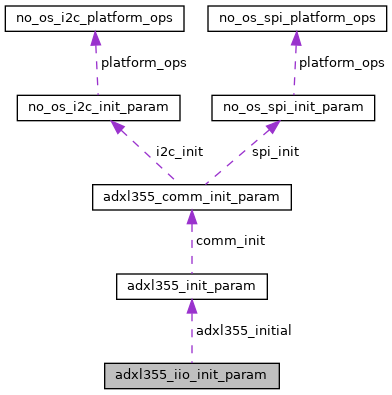 no_os_i2c_platform_ops
no_os_spi_platform_ops
platform_ops
platform_ops
no_os_i2c_init_param
no_os_spi_init_param
i2c_init
spi_init
adxl355_comm_init_param
comm_init
adxl355_init_param
adxl355_initial
adxl355_iio_init_param